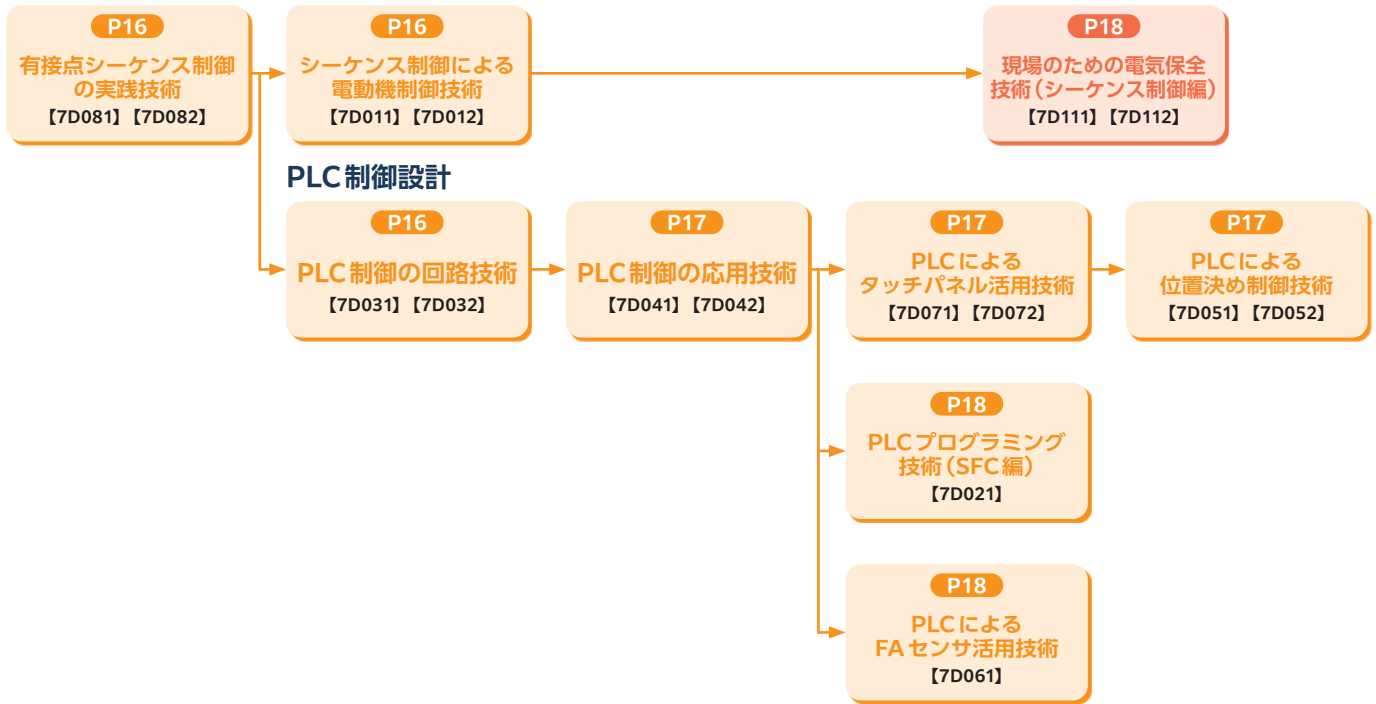 P16
有接点シーケンス制御
の実践技術
【7D081】【7D082】
P16
シーケンス制御による
電動機制御技術
【7D011】【7D012】
P18
現場のための電気保全
技術（シーケンス制御編）
【7D111】【7D112】
PLC制御設計
P16
PLC制御の回路技術
【7D031】【7D032】
P17
PLC制御の応用技術
【7D041】【7D042】
P17
PLCによる
タッチパネル活用技術
【7D071】【7D072】
P17
PLCによる
位置決め制御技術
【7D051】【7D052】
P18
PLCプログラミング
技術（SFC編）
【7D021】
P18
PLCによる
FAセンサ活用技術
【7D061】